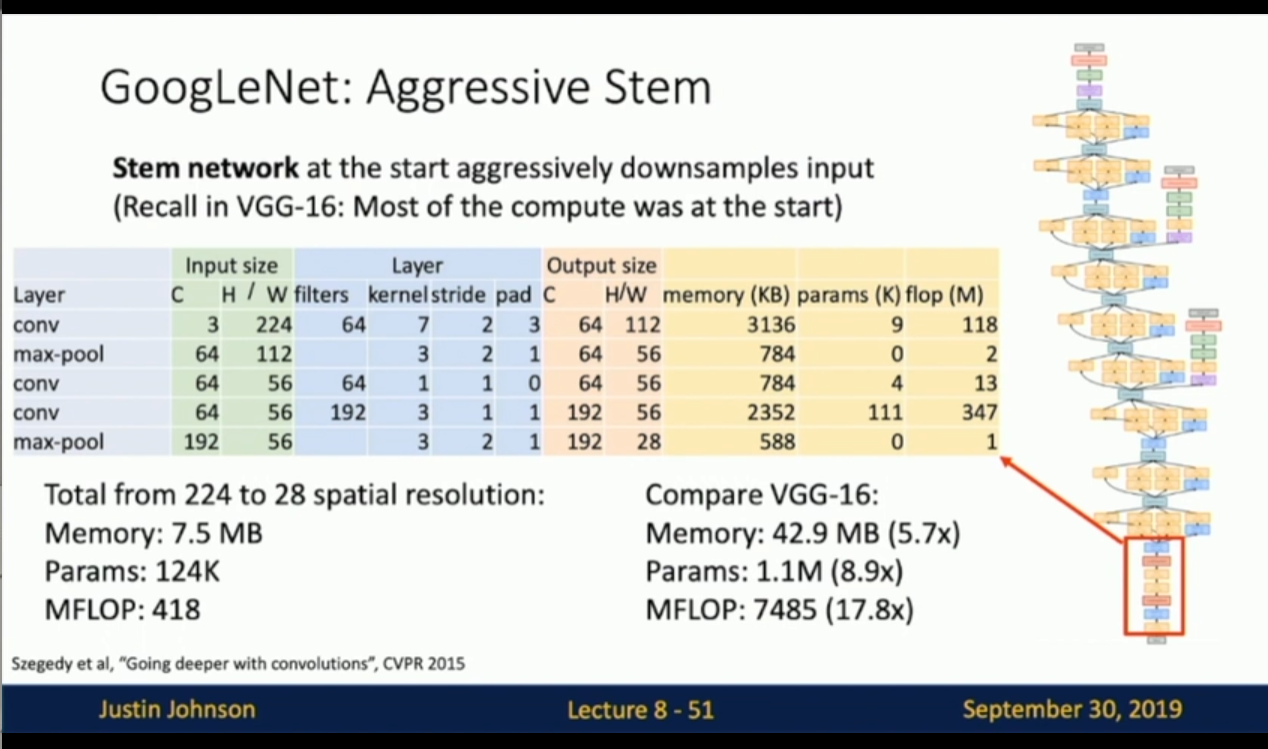 GoogLeNet: Aggressive Stem
Stem network at the start aggressively downsamples input
(Recall in VGG-16: Most of the compute was at the start)
Input size Layer Output size
Layer C H / W filters kernel stride pad C H/W memory (KB) params (K) flop (M)
conv 3 224 64 7 2 3 64 112 3136 9 118
max-pool 64 112 3 2 1 64 56 784 0 2
conv 64 56 64 1 1 0 64 56 784 4 13
conv 64 56 192 3 1 1 192 56 2352 111 347
max-pool 192 56 3 2 1 192 28 588 0 1
Total from 224 to 28 spatial resolution:
Memory: 7.5 MB
Params: 124K
MFLOP: 418
Compare VGG-16:
Memory: 42.9 MB (5.7x)
Params: 1.1M (8.9x)
MFLOP: 7485 (17.8x)
Szegedy et al, “Going deeper with convolutions”, CVPR 2015
Justin Johnson Lecture 8 - 51 September 30, 2019